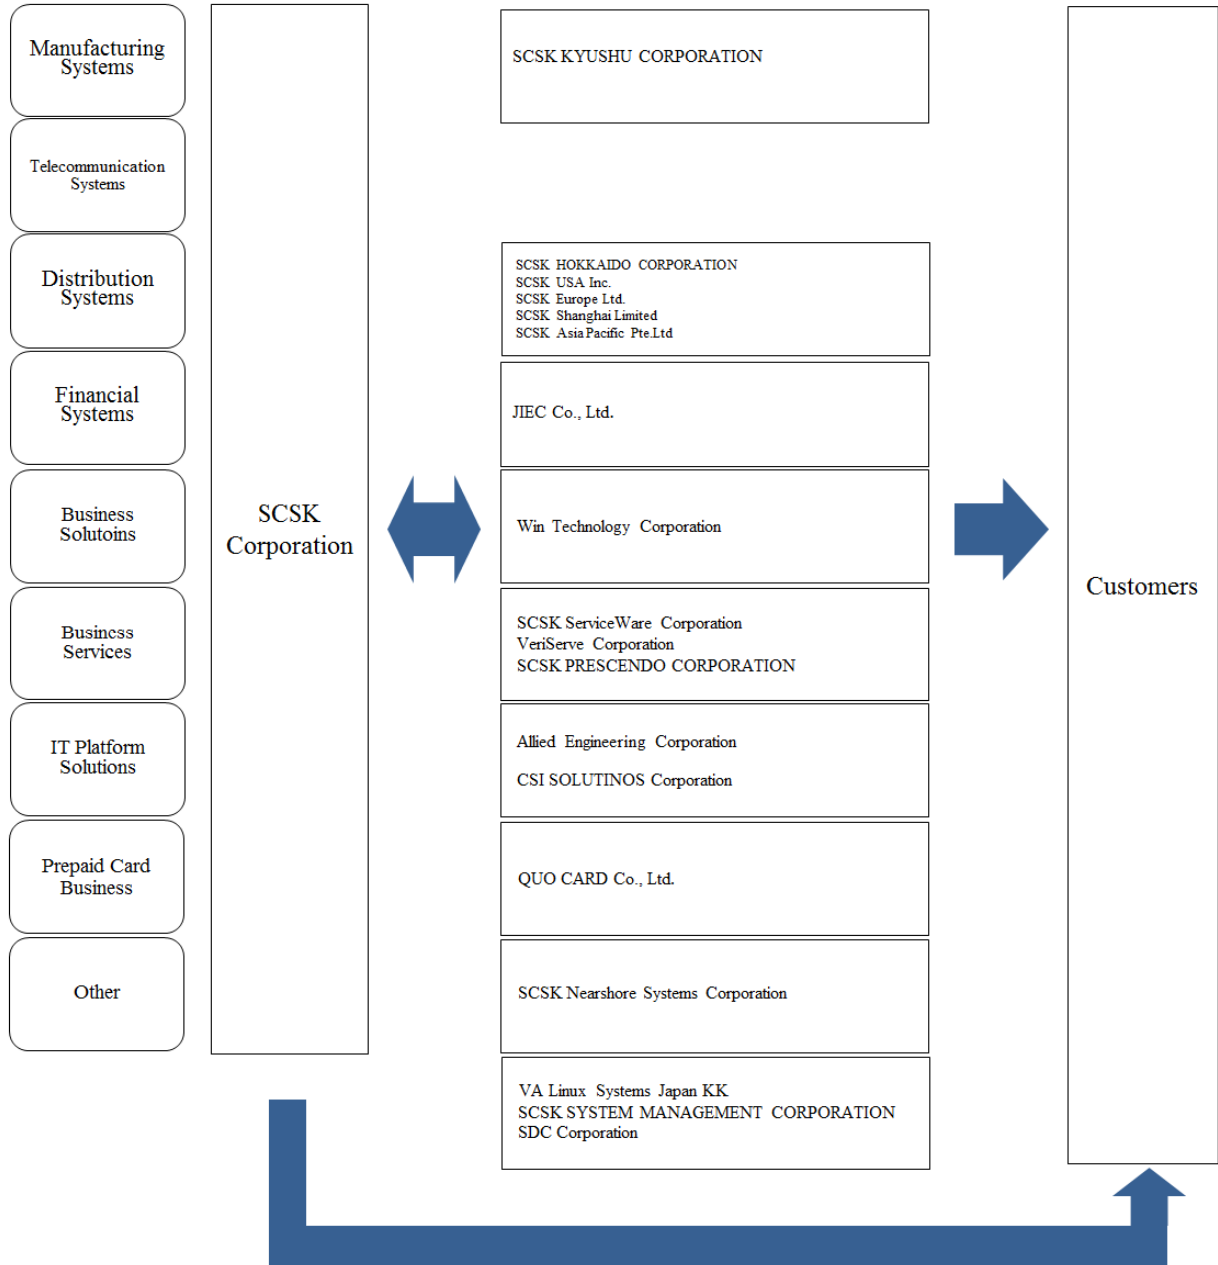 Manufacturing
Systems
Telecommunication
Systems
Distribution
Systems
Financial
Systems
Business
Solutoins
Business
Services
IT Platform
Solutions
Prepaid Card
Business
Other
SCSK
Corporation
SCSK KYUSHU CORPORATION
SCSK HOKKAIDO CORPORATION
SCSK USA Inc.
SCSK Europe Ltd.
SCSK Shanghai Limited
SCSK Asia Pacific Pte.Ltd
JIEC Co., Ltd.
Win Technology Corporation
SCSK ServiceWare Corporation
VeriServe Corporation
SCSK PRESCENDO CORPORATION
Allied Engineering Corporation
CSI SOLUTINOS Corporation
QUO CARD Co., Ltd.
SCSK Nearshore Systems Corporation
VA Linux Systems Japan KK
SCSK SYSTEM MANAGEMENT CORPORATION
SDC Corporation
Customers